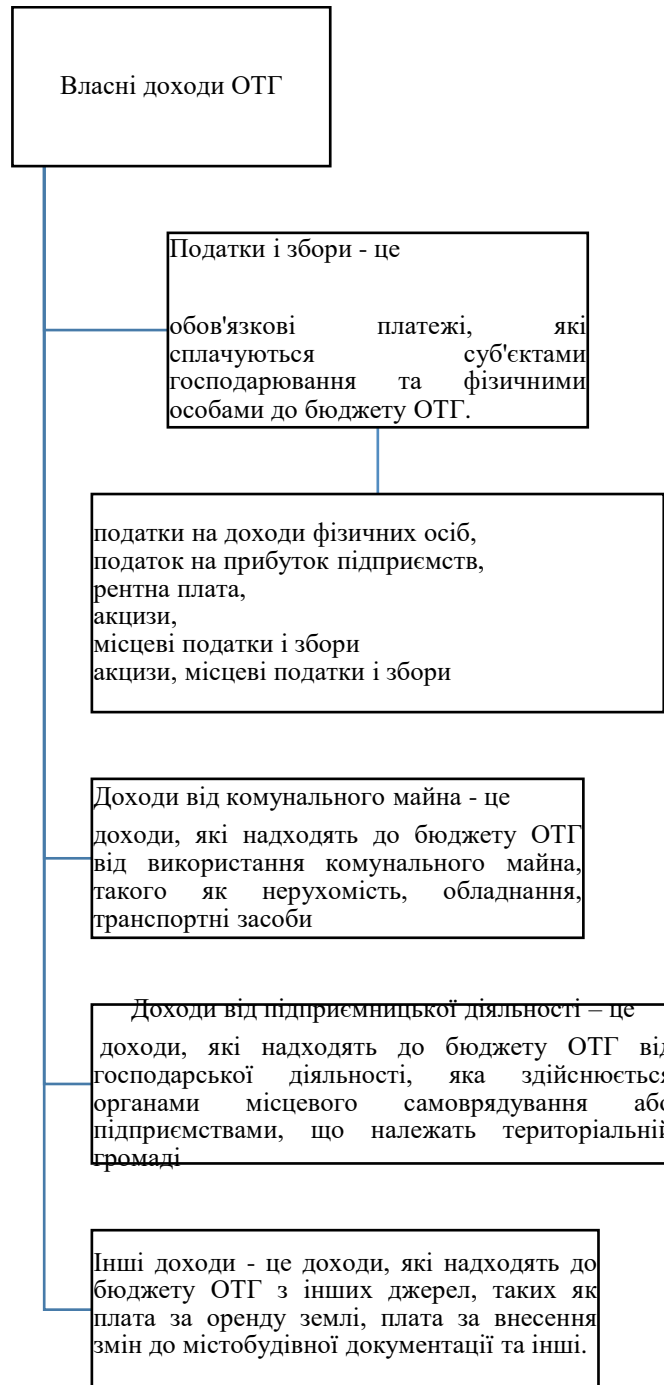 Власні доходи ОТГ
Податки і збори - це
обов'язкові платежі, які
сплачуються суб'єктами
господарювання та фізичними
особами до бюджету ОТГ.
податки на доходи фізичних осіб,
податок на прибуток підприємств,
рентна плата,
акцизи,
місцеві податки і збори
акцизи, місцеві податки і збори
Доходи від комунального майна - це
доходи, які надходять до бюджету ОТГ
від використання комунального майна,
такого як нерухомість, обладнання,
транспортні засоби
Доходи від підприємницької діяльності – це
доходи, які надходять до бюджету ОТГ від
господарської діяльності, яка здійснюється
органами місцевого самоврядування або
підприємствами, що належать територіальній
громаді
Інші доходи - це доходи, які надходять до
бюджету ОТГ з інших джерел, таких як
плата за оренду землі, плата за внесення
змін до містобудівної документації та інші.